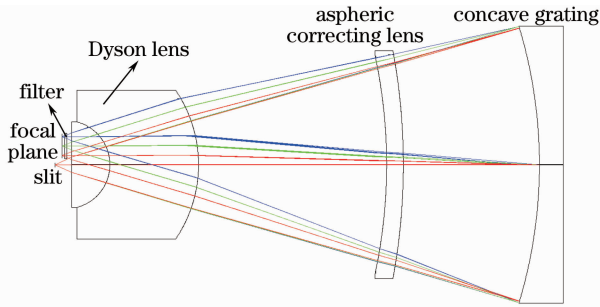 aspheric
correcting lens
concave grating
Dyson lens
filter
focal
plane
slit